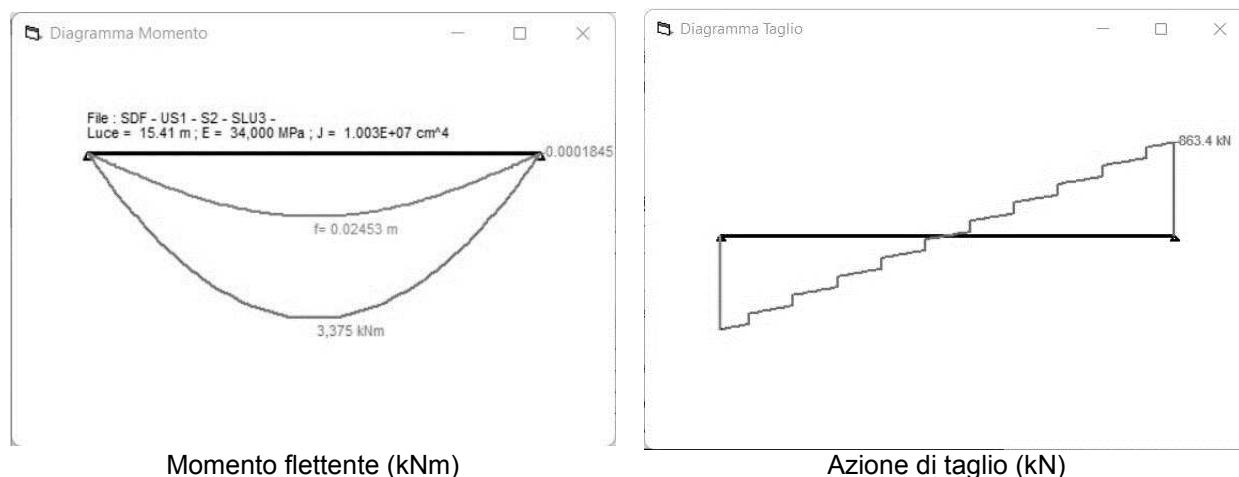 Diagramma Momento
File : SDF - US1 - S2 - SLU3 -
Luce = 15.41 m ; E = 34,000 MPa ; J = 1.003E+07 cm^4
-0.0001845
f= 0.02453 m
3,375 kNm
Momento flettente (kNm)
Diagramma Taglio
863.4 kN
Azione di taglio (kN)